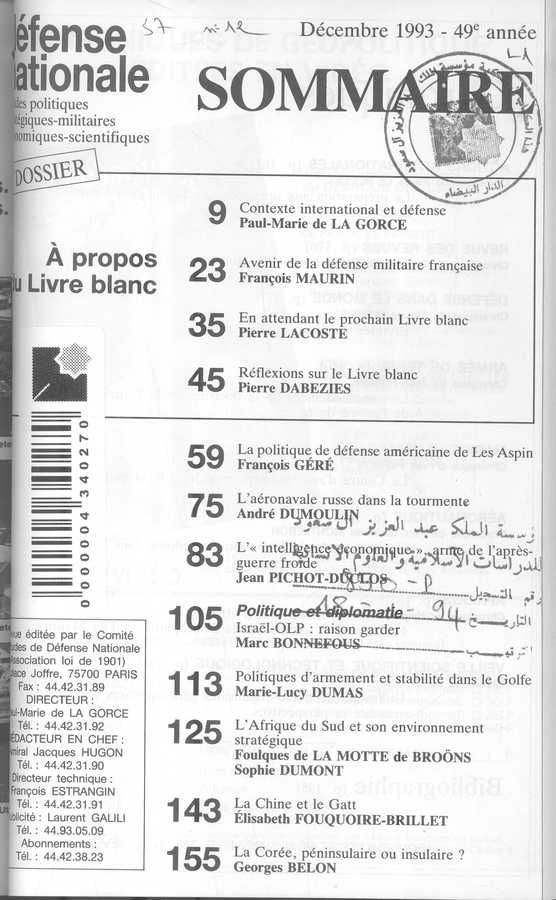 57 n° 12
Décembre 1993 - 49e année
éfense
ationale
SOMMAIRE
des politiques
tégiques-militaires
nomiques-scientifiques
DOSSIER
الدار البيضاء
À propos
u Livre blanc
9 Contexte international et défense
Paul-Marie de LA GORCE
23 Avenir de la défense militaire française
François MAURIN
35 En attendant le prochain Livre blanc
Pierre LACOSTE
45 Réflexions sur le Livre blanc
Pierre DABEZIES
0000004340270
59 La politique de défense américaine de Les Aspin
François GÉRÉ
75 L'aéronavale russe dans la tourmente
André DUMOULIN
مؤسسة الملك عبد العزيز آل سعود
83 L'« intelligence économique », arme de l'après-
guerre froide
للدراسات الإسلامية والعلوم الإنسانية
Jean PICHOT-DUCLOS
رقم التسجيل
105 Politique et diplomatie
94 التاريخ
Israël-OLP : raison garder
Marc BONNEFOUS
113 Politiques d'armement et stabilité dans le Golfe
Marie-Lucy DUMAS
125 L'Afrique du Sud et son environnement
stratégique
Foulques de LA MOTTE de BROÖNS
Sophie DUMONT
143 La Chine et le Gatt
Élisabeth FOUQUOIRE-BRILLET
155 La Corée, péninsulaire ou insulaire ?
Georges BELON
ue éditée par le Comité
des de Défense Nationale
ssociation loi de 1901)
ace Joffre, 75700 PARIS
Fax : 44.42.31.89
DIRECTEUR :
ul-Marie de LA GORCE
Tél. : 44.42.31.92
EDACTEUR EN CHEF :
miral Jacques HUGON
Tél. : 44.42.31.90
Directeur technique :
rançois ESTRANGIN
Tél. : 44.42.31.91
blicité : Laurent GALILI
Tél. : 44.93.05.09
Abonnements :
Tél. : 44.42.38.23